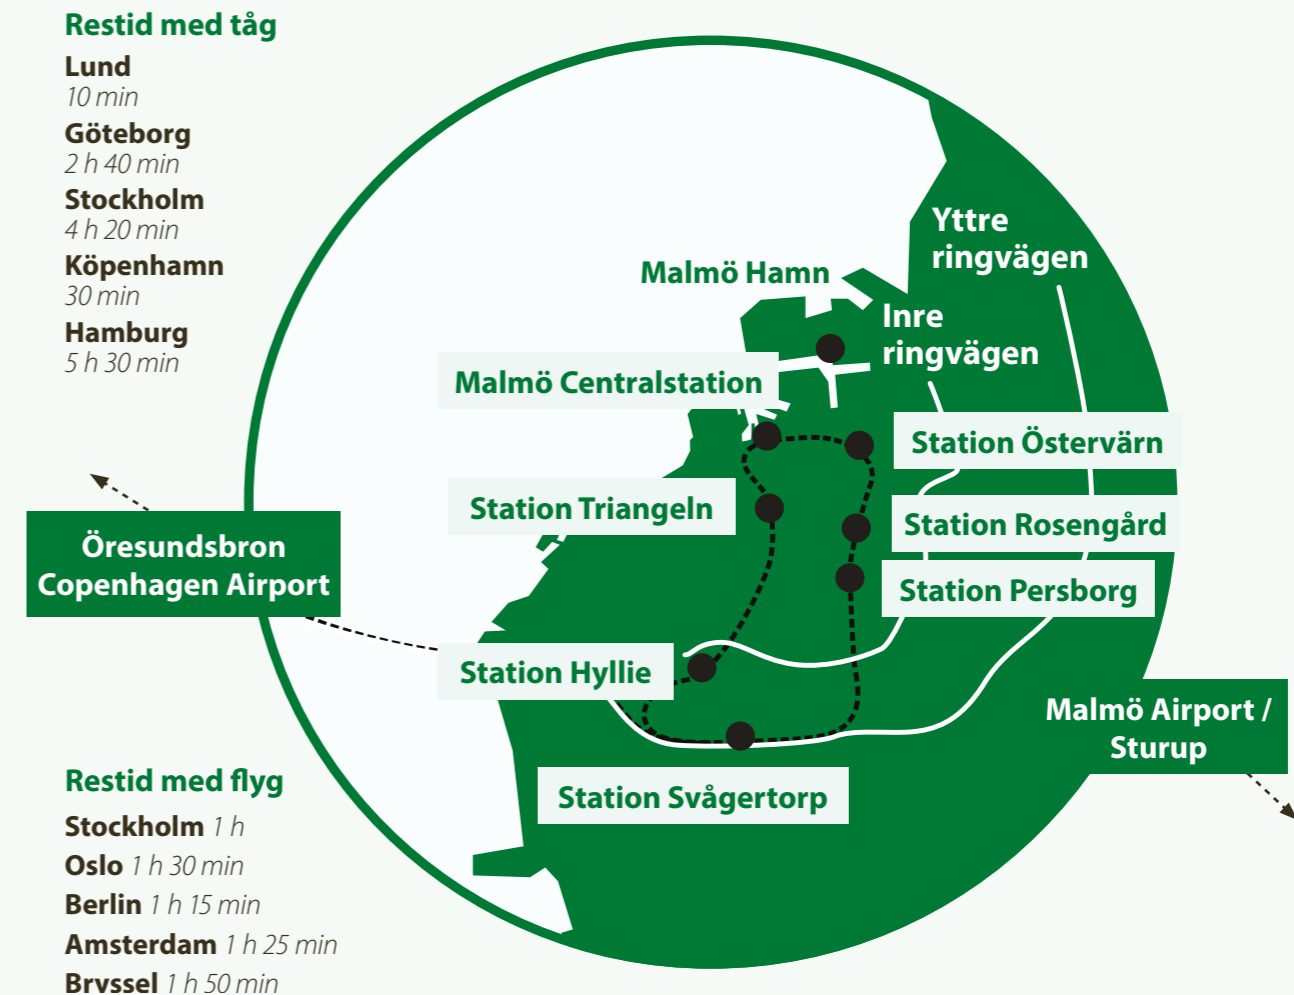 Restid med tåg
Lund
10 min
Göteborg
2 h 40 min
Stockholm
4 h 20 min
Köpenhamn
30 min
Hamburg
5 h 30 min
Yttre
ringvägen
Malmö Hamn
Inre
ringvägen
Malmö Centralstation
Station Östervärn
Station Triangeln
Station Rosengård
Öresundsbron
Copenhagen Airport
Station Persborg
Station Hyllie
Malmö Airport /
Sturup
Station Svågertorp
Restid med flyg
Stockholm 1 h
Oslo 1 h 30 min
Berlin 1 h 15 min
Amsterdam 1 h 25 min
Bryssel 1 h 50 min